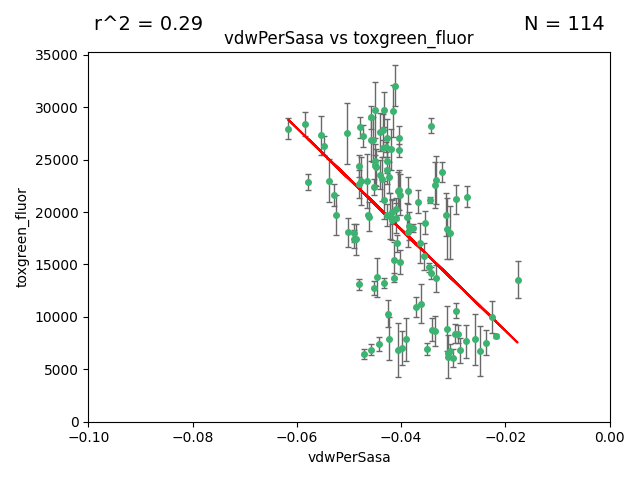 r^2 = 0.29 N = 114
vdwPerSasa vs toxgreen_fluor
35000
30000
25000
20000
15000
10000
5000
0
toxgreen_fluor
−0.10 −0.08 −0.06 −0.04 −0.02 0.00
vdwPerSasa